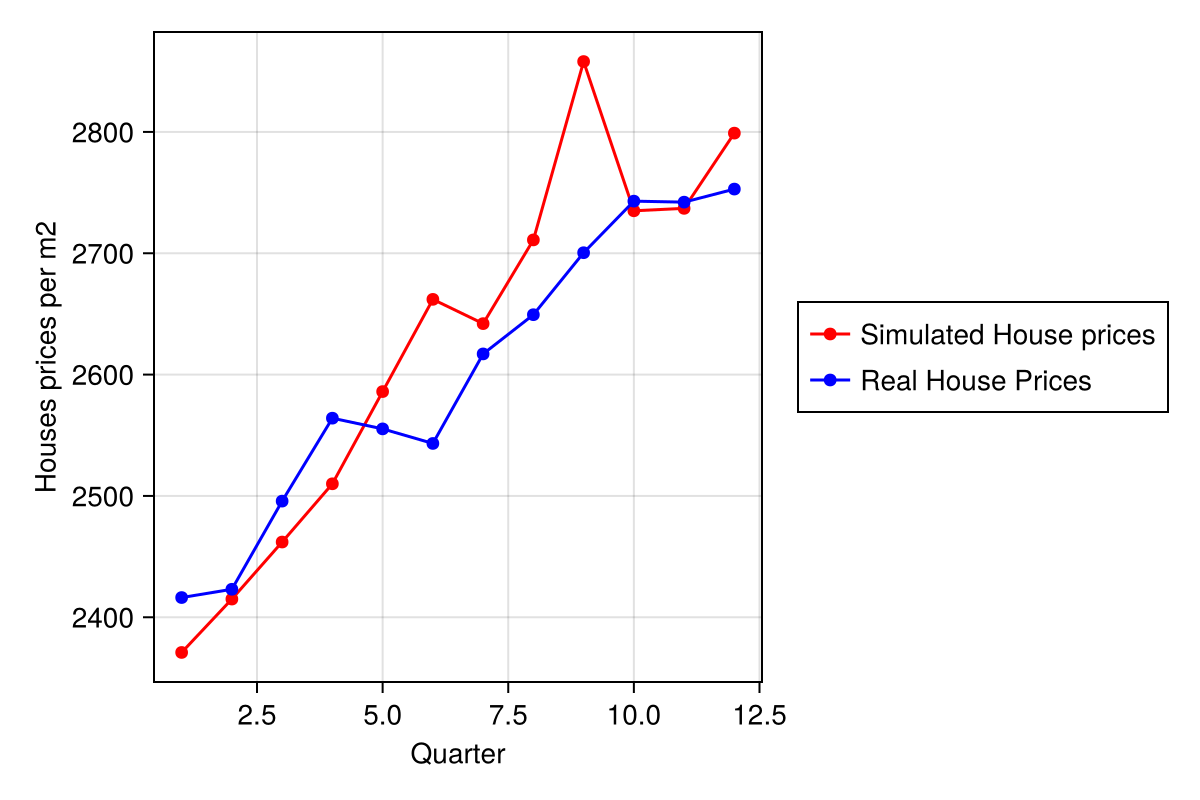 2800
2700
2600
2500
2400
Houses prices per m2
2.5 5.0 7.5 10.0 12.5
Quarter
Simulated House prices
Real House Prices